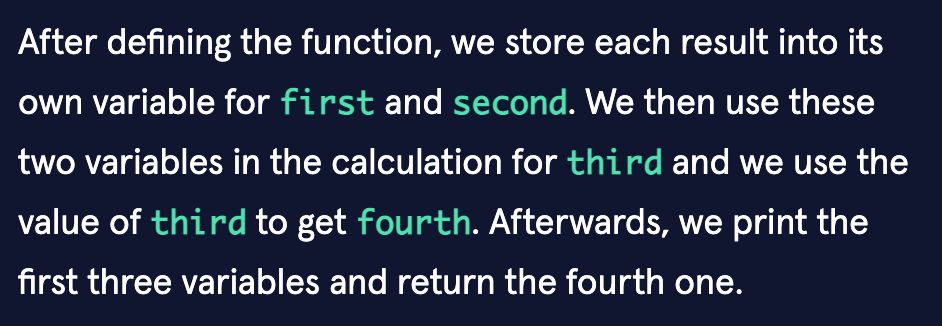 After defining the function, we store each result into its
own variable for first and second. We then use these
two variables in the calculation for third and we use the
value of third to get fourth. Afterwards, we print the
first three variables and return the fourth one.